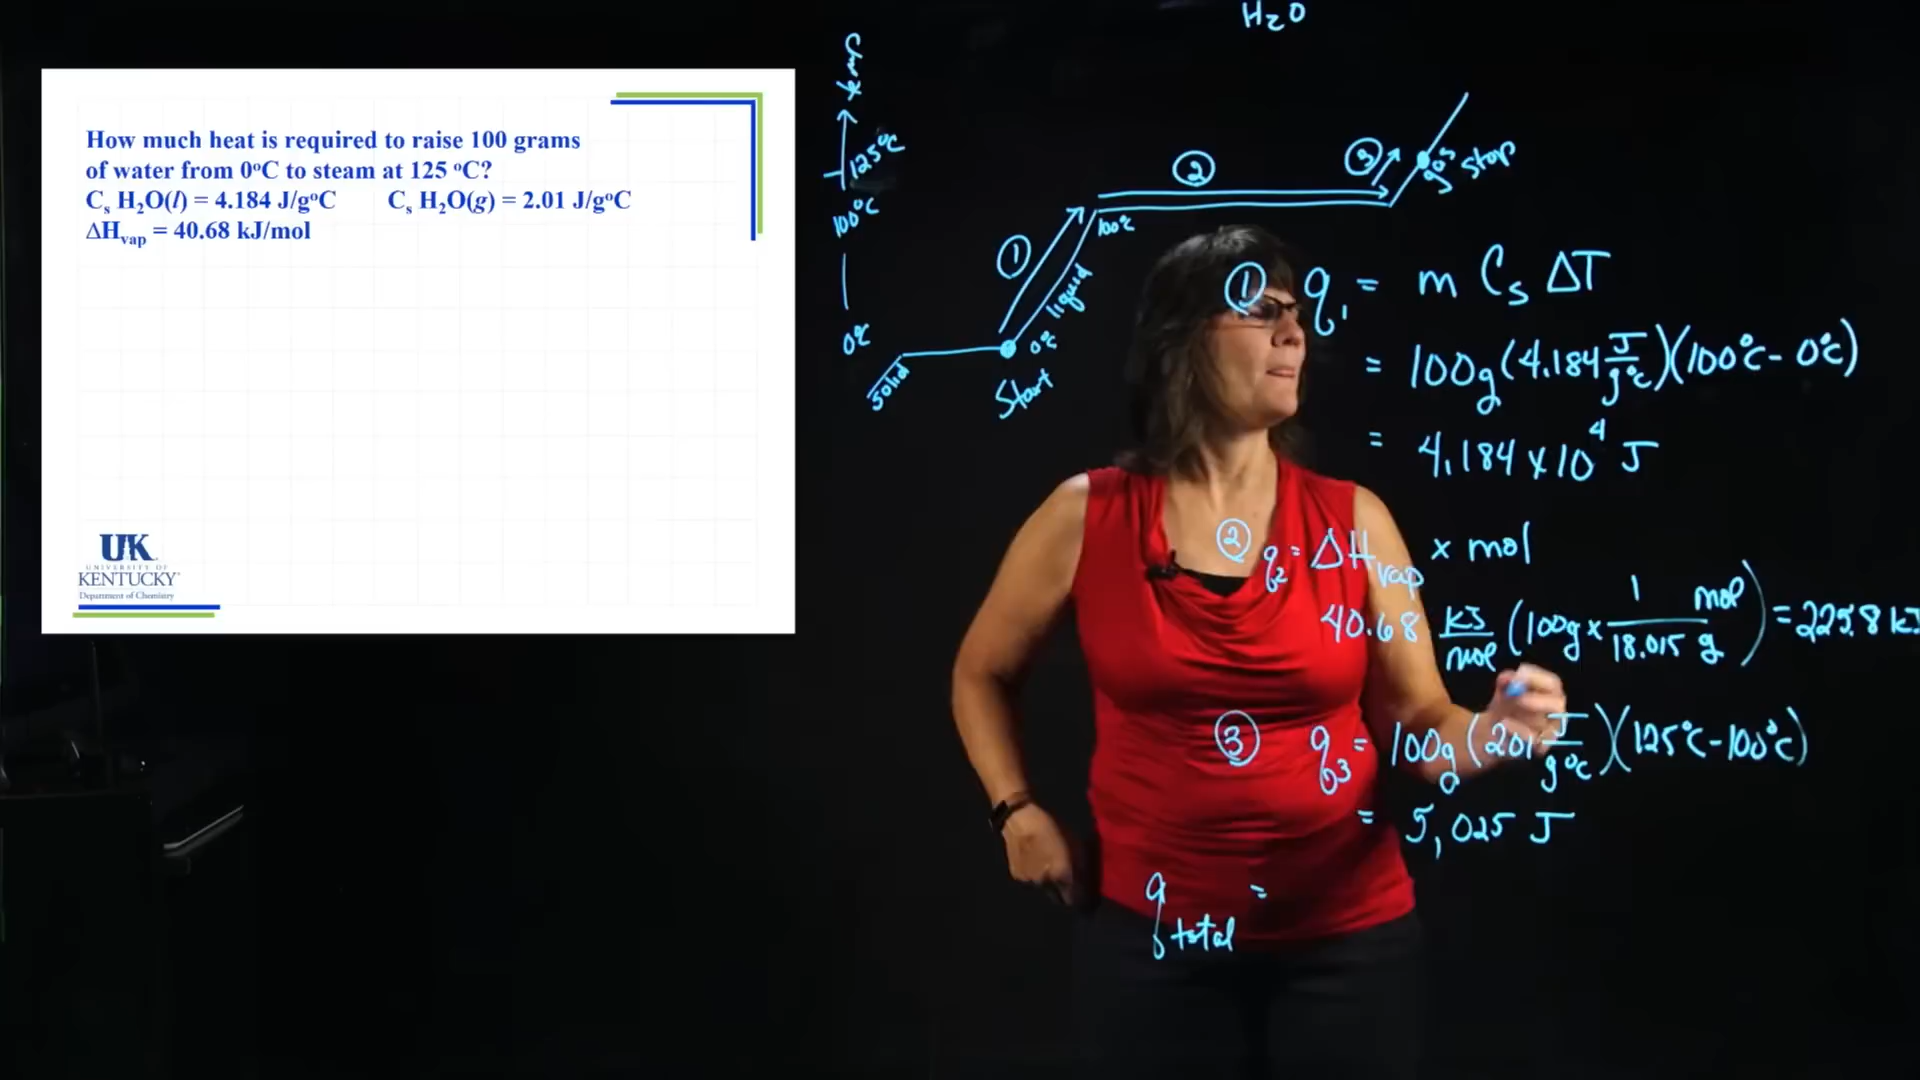 How much heat is required to raise 100 grams
of water from 0°C to steam at 125 °C?
Cₛ H₂O(l) = 4.184 J/g°C Cₛ H₂O(g) = 2.01 J/g°C
ΔHvap = 40.68 kJ/mol
UK
UNIVERSITY OF
KENTUCKY
Department of Chemistry
H₂O
temp
125°C
100°C
0°C
solid
Start
0°C
liquid
①
100°C
②
③
gas
stop
① q₁ = m Cₛ ΔT
= 100g (4.184 J/g°C)(100°C - 0°C)
= 4.184 x 10⁴ J
② q₂ = ΔHvap x mol
40.68 kJ/mol (100g x 1 mol/18.015 g) = 225.8 kJ
③ q₃ = 100g (2.01 J/g°C)(125°C - 100°C)
= 5,025 J
q total =